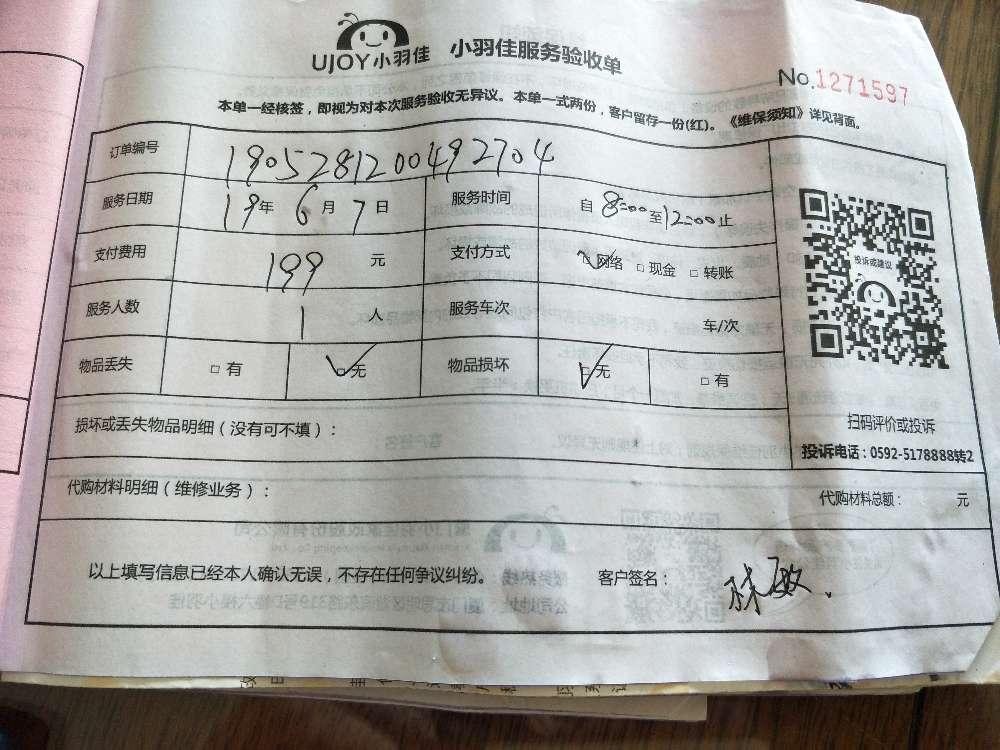 UJOY小羽佳 小羽佳服务验收单
No.1271597
本单一经核签，即视为对本次服务验收无异议。本单一式两份，客户留存一份(红)。《维保须知》详见背面。
订单编号 1905281200492704
服务日期 19年 6月 7日 服务时间 自 8:00至12:00止
支付费用 199 元 支付方式 □网络 □现金 □转账
服务人数 1 人 服务车次 车/次
物品丢失 □有 □无 物品损坏 □无 □有
投诉或建议
扫码评价或投诉
投诉电话：0592-5178888转2
损坏或丢失物品明细（没有可不填）：
代购材料明细（维修业务）： 代购材料总额： 元
以上填写信息已经本人确认无误，不存在任何争议纠纷。 客户签名：